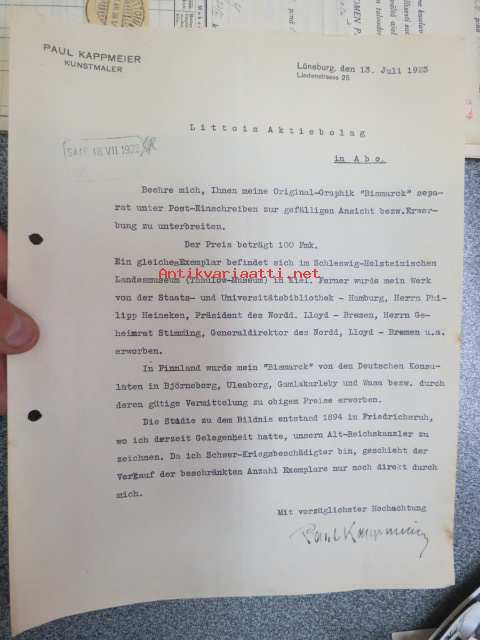 PAUL KAPPMEIER
KUNSTMALER
Lüneburg, den 13. Juli 1923
Lindenstrasse 25
Littois Aktiebolag
in Abo.
Beehre mich, Ihnen meine Original-Graphik "Bismarck" sepa-
rat unter Post-Einschreiben zur gefälligen Ansicht bezw. Erwer-
bung zu unterbreiten.
Der Preis beträgt 100 Fmk.
Ein gleiches Exemplar befindet sich im Schleswig-Holsteinischen
Landesmuseum (Thaulow-Museum) in Kiel. Ferner wurde mein Werk
von der Staats- und Universitätsbibliothek - Hamburg, Herrn Phi-
lipp Heineken, Präsident des Nordd. Lloyd - Bremen, Herrn Ge-
heimrat Stimming, Generaldirektor des Nordd, Lloyd - Bremen u.a.
erworben.
In Finnland wurde mein "Bismarck" von den Deutschen Konsu-
laten in Björneborg, Uleaborg, Gamlakarleby und Wasa bezw. durch
deren gütige Vermittelung zu obigem Preise erworben.
Die Studie zu dem Bildnis entstand 1894 in Friedrichsruh,
wo ich derzeit Gelegenheit hatte, unsern Alt-Reichskanzler zu
zeichnen. Da ich Schwer-Kriegsbeschädigter bin, geschieht der
Verkauf der beschränkten Anzahl Exemplare nur noch direkt durch
mich.
Mit vorzüglichster Hochachtung
Paul Kappmeier
Antikvariaatti.net